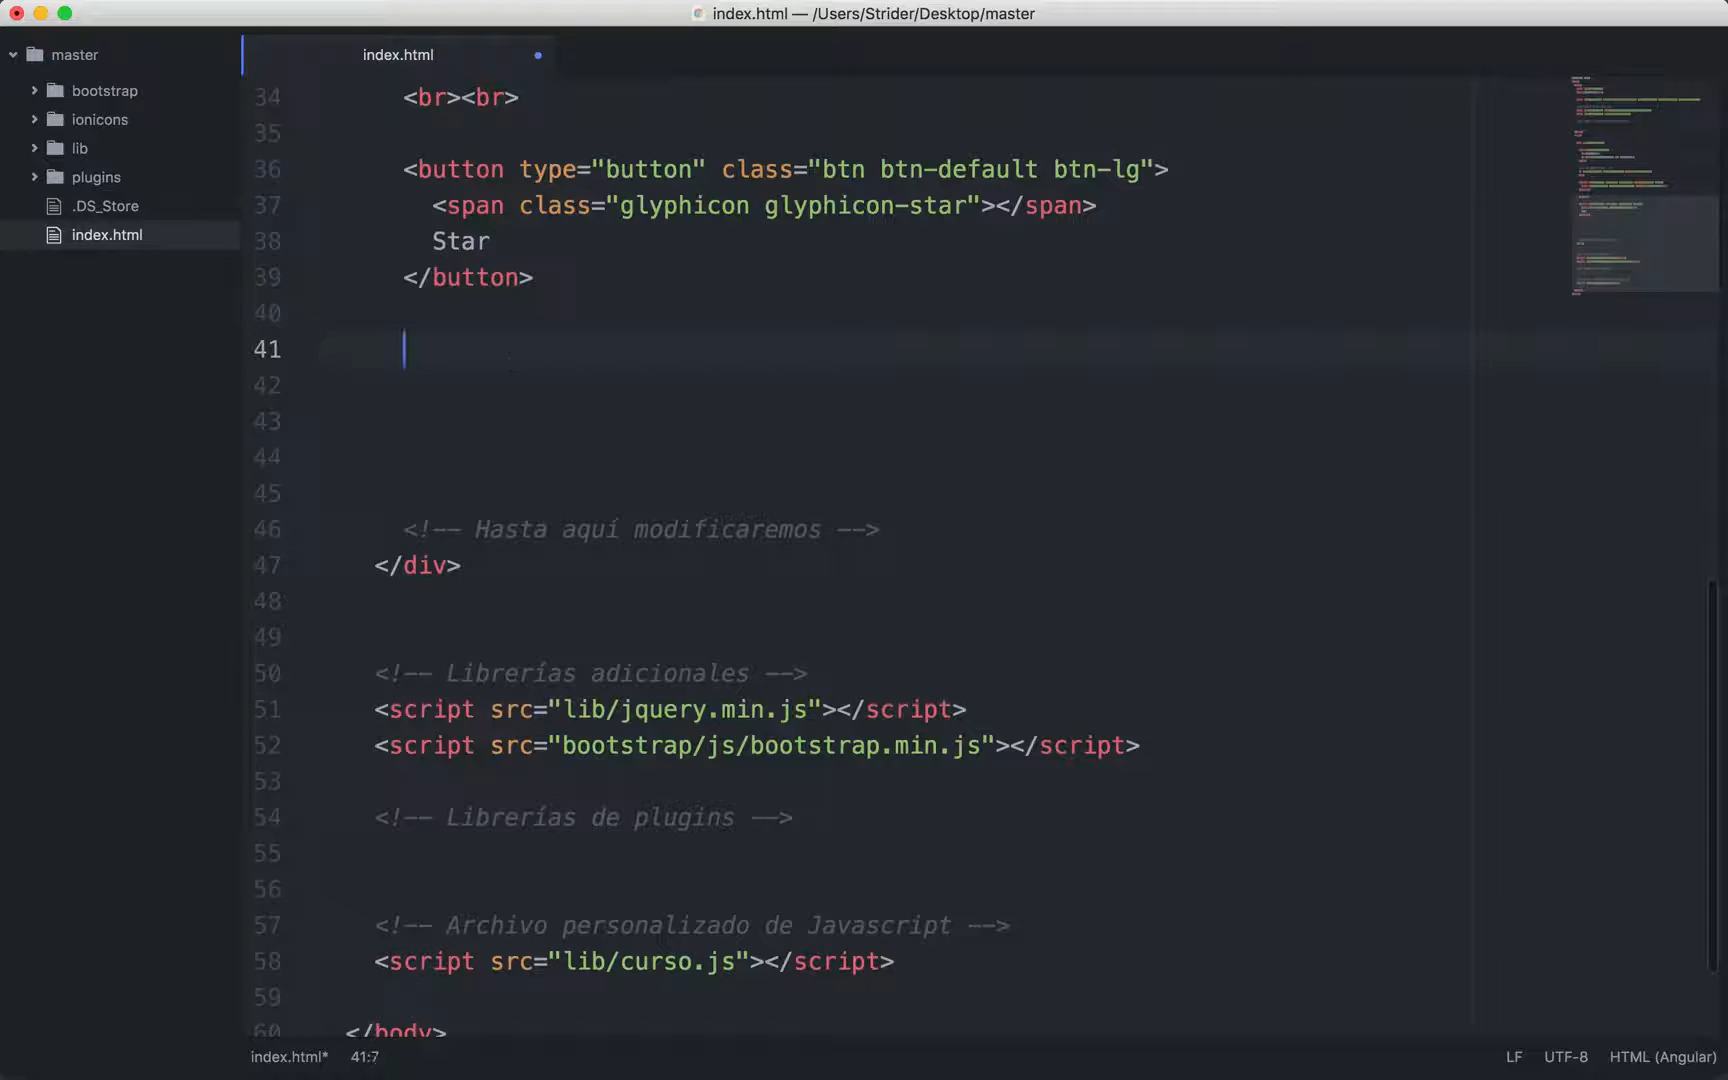 index.html — /Users/Strider/Desktop/master
master
bootstrap
ionicons
lib
plugins
.DS_Store
index.html
index.html
34 <br><br>
35
36 <button type="button" class="btn btn-default btn-lg">
37 <span class="glyphicon glyphicon-star"></span>
38 Star
39 </button>
40
41
42
43
44
45
46 <!-- Hasta aquí modificaremos -->
47 </div>
48
49
50 <!-- Librerías adicionales -->
51 <script src="lib/jquery.min.js"></script>
52 <script src="bootstrap/js/bootstrap.min.js"></script>
53
54 <!-- Librerías de plugins -->
55
56
57 <!-- Archivo personalizado de Javascript -->
58 <script src="lib/curso.js"></script>
59
60 </body>
index.html* 41:7 LF UTF-8 HTML (Angular)